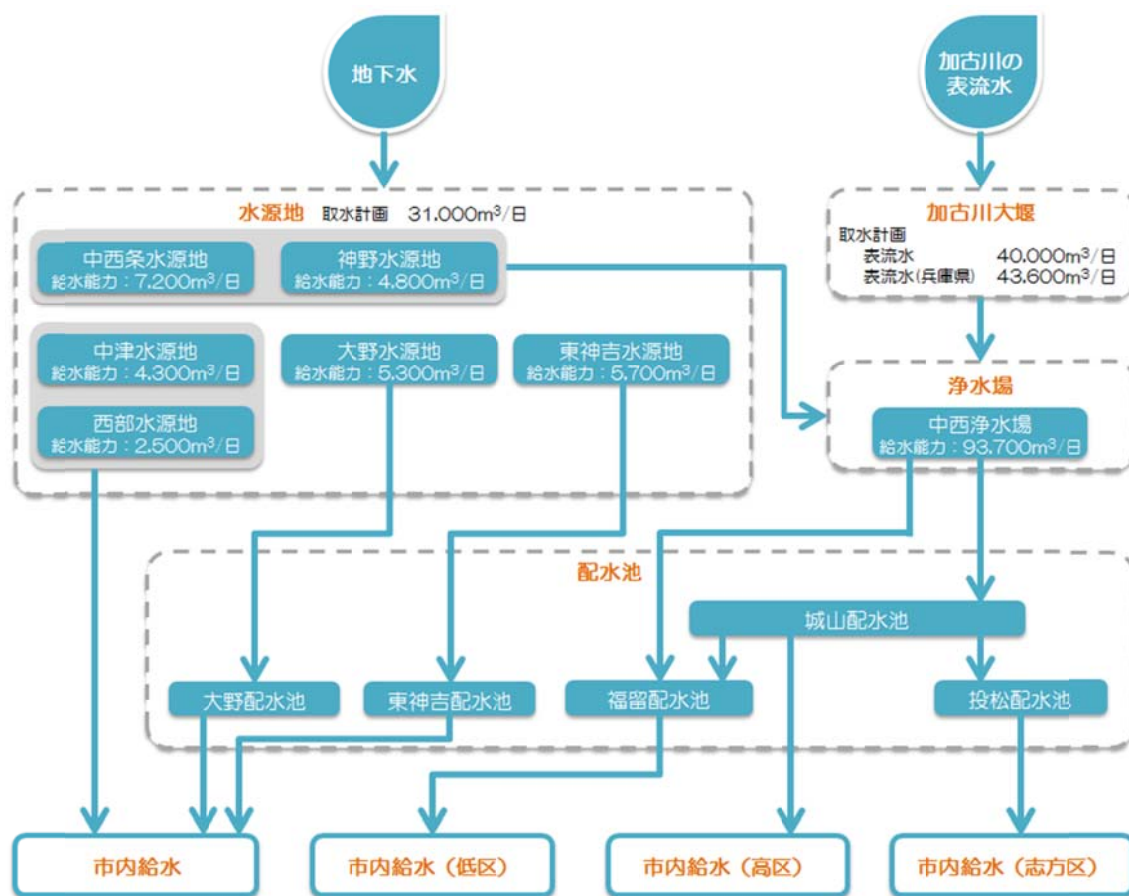 地下水
加古川の
表流水
水源地 取水計画 31.000m³/日
中西条水源地
給水能力：7.200m³/日
神野水源地
給水能力：4.800m³/日
中津水源地
給水能力：4.300m³/日
大野水源地
給水能力：5.300m³/日
東神吉水源地
給水能力：5.700m³/日
西部水源地
給水能力：2.500m³/日
加古川大堰
取水計画
表流水 40.000m³/日
表流水(兵庫県) 43.600m³/日
浄水場
中西浄水場
給水能力：93.700m³/日
配水池
城山配水池
大野配水池
東神吉配水池
福留配水池
投松配水池
市内給水
市内給水（低区）
市内給水（高区）
市内給水（志方区）